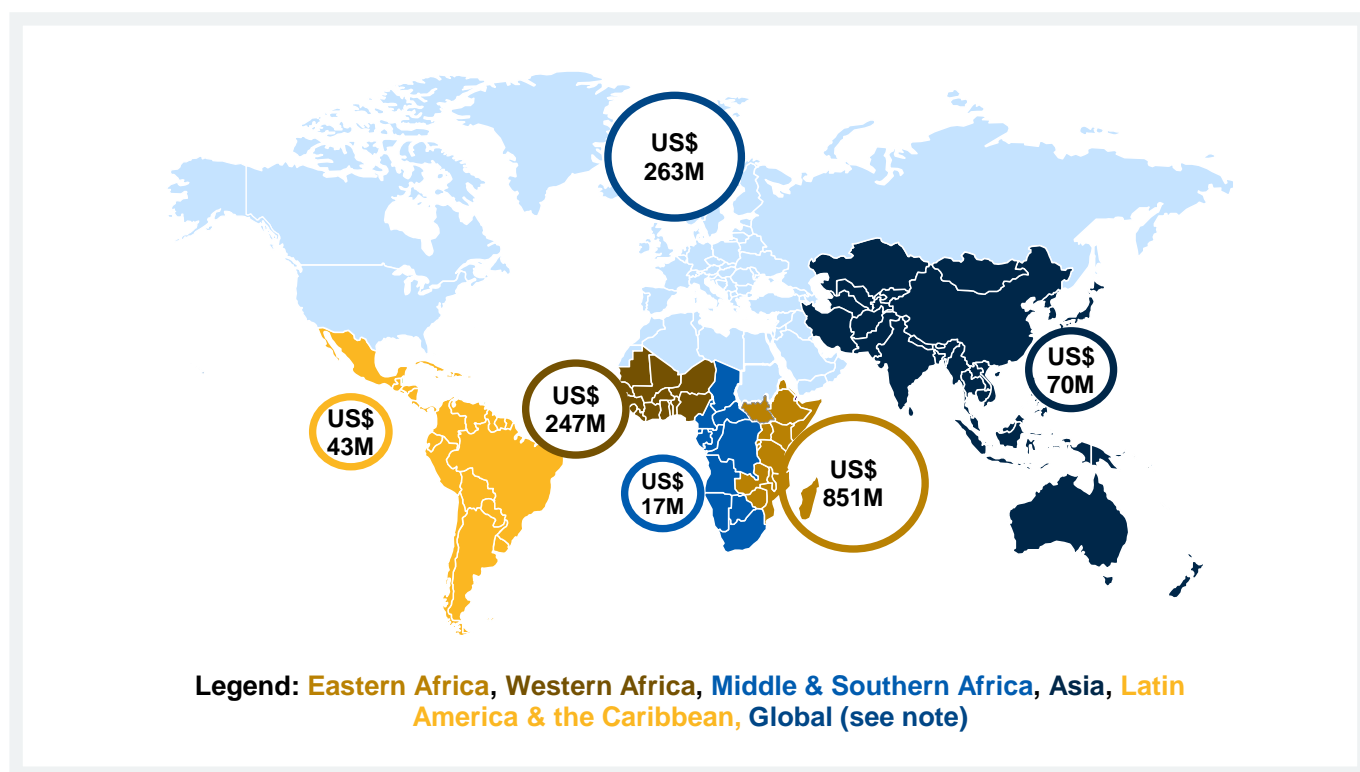 US$
263M
US$
70M
US$
247M
US$
43M
US$
851M
US$
17M
Legend: Eastern Africa, Western Africa, Middle & Southern Africa, Asia, Latin
America & the Caribbean, Global (see note)